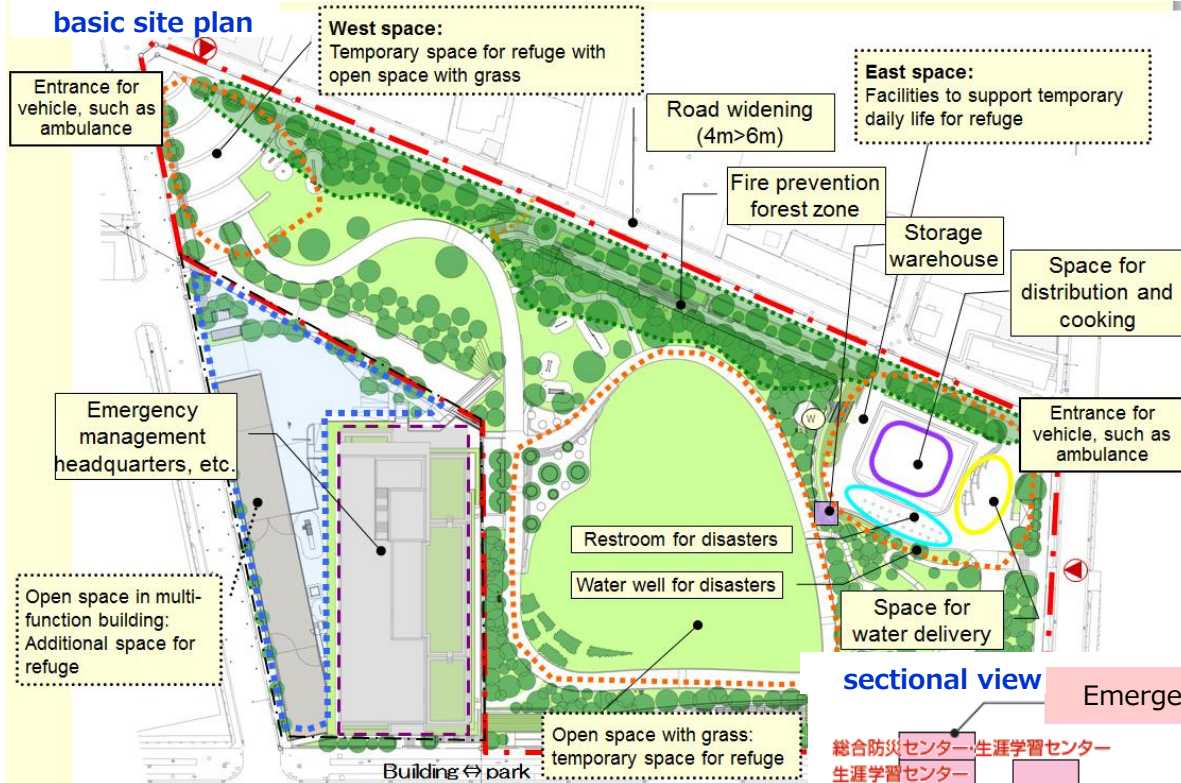 basic site plan
West space:
Temporary space for refuge with
open space with grass
Entrance for
vehicle, such as
ambulance
East space:
Facilities to support temporary
daily life for refuge
Road widening
(4m>6m)
Fire prevention
forest zone
Storage
warehouse
Space for
distribution and
cooking
W
Emergency
management
headquarters, etc.
Entrance for
vehicle, such as
ambulance
Restroom for disasters
Water well for disasters
Open space in multi-
function building:
Additional space for
refuge
Space for
water delivery
Open space with grass:
temporary space for refuge
Building⇔park
sectional view
Emerge
総合防災センター・生涯学習センター
生涯学習センター